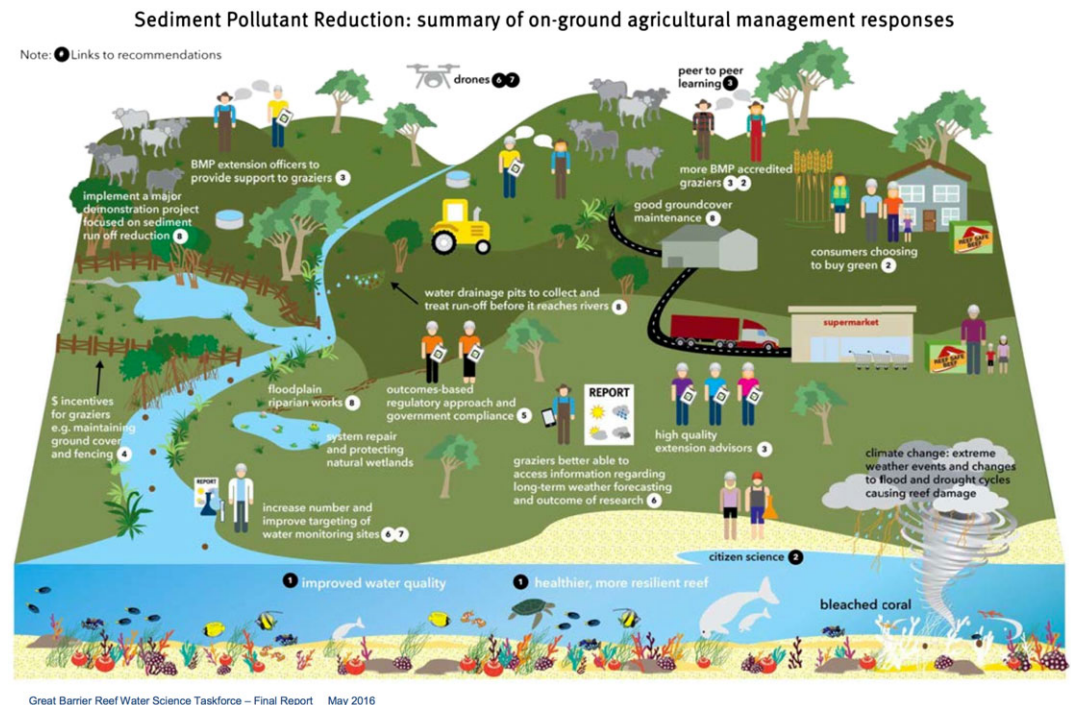 Sediment Pollutant Reduction: summary of on-ground agricultural management responses
Note: # Links to recommendations
drones 6 7
peer to peer
learning 3
BMP extension officers to
provide support to graziers 3
more BMP accredited
graziers 3 2
implement a major
demonstration project
focused on sediment
run off reduction 8
good groundcover
maintenance 8
consumers choosing
to buy green 2
REEF SAFE
BEEF
water drainage pits to collect and
treat run-off before it reaches rivers 8
supermarket
REEF SAFE
BEEF
$ incentives
for graziers
e.g. maintaining
ground cover
and fencing 4
floodplain
riparian works 8
outcomes-based
regulatory approach and
government compliance 5
REPORT
system repair
and protecting
natural wetlands
high quality
extension advisors 3
graziers better able to
access information regarding
long-term weather forecasting
and outcome of research 6
climate change: extreme
weather events and changes
to flood and drought cycles
causing reef damage
REPORT
increase number and
improve targeting of
water monitoring sites 6 7
citizen science 2
1 improved water quality
1 healthier, more resilient reef
bleached coral
Great Barrier Reef Water Science Taskforce – Final Report May 2016